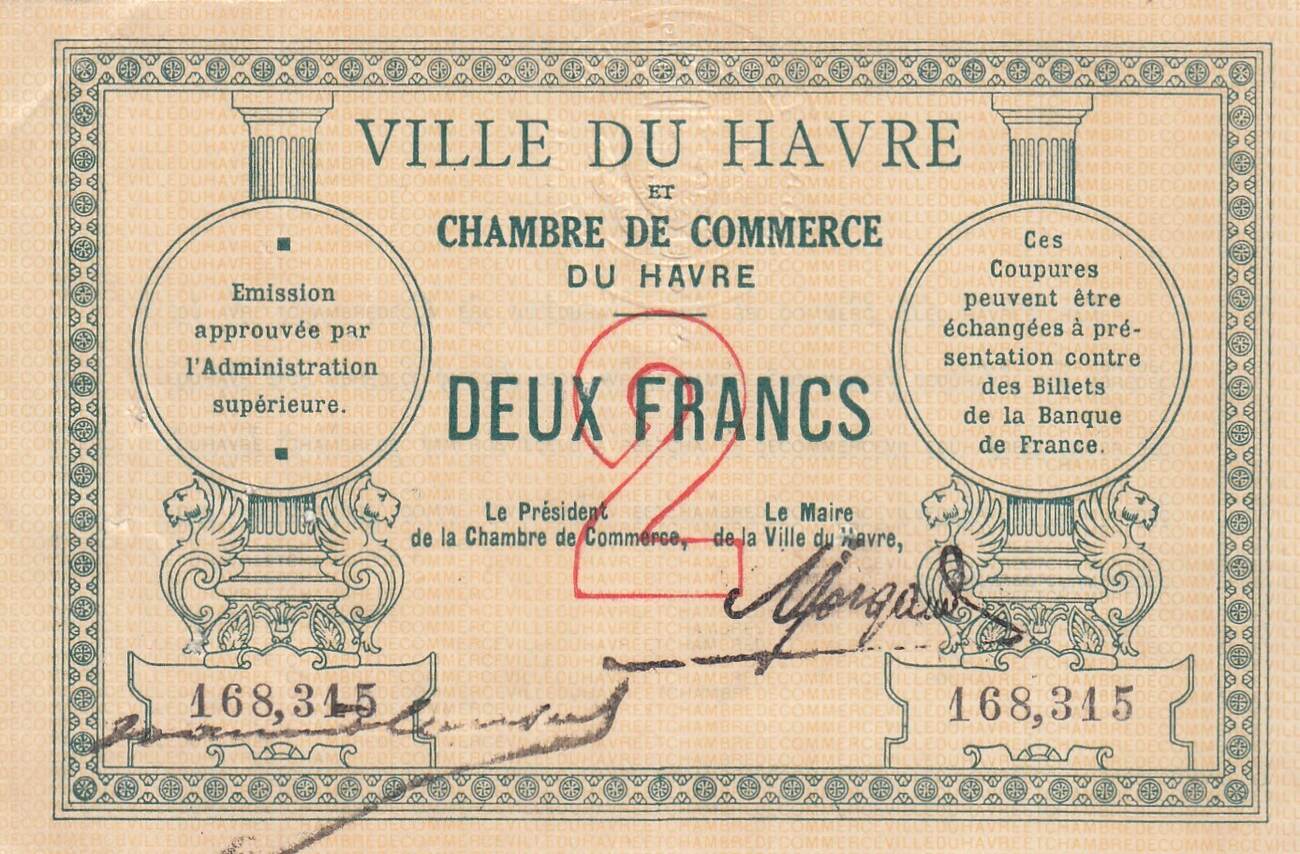 VILLE DU HAVRE
ET
CHAMBRE DE COMMERCE
DU HAVRE
Emission
approuvée par
l'Administration
supérieure.
Ces
Coupures
peuvent être
échangées à pré-
sentation contre
des Billets
de la Banque
de France.
2
DEUX FRANCS
Le Président
de la Chambre de Commerce,
Le Maire
de la Ville du Havre,
Morgand
168,315
168,315